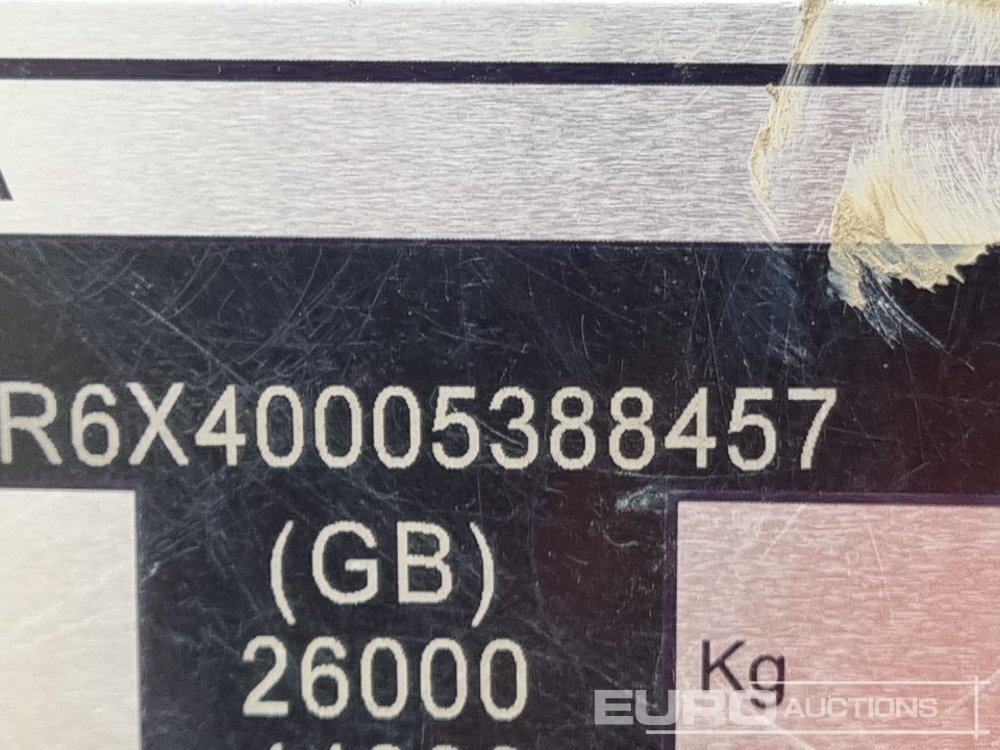 A
R6X40005388457
(GB)
26000
Kg
EURO AUCTIONS